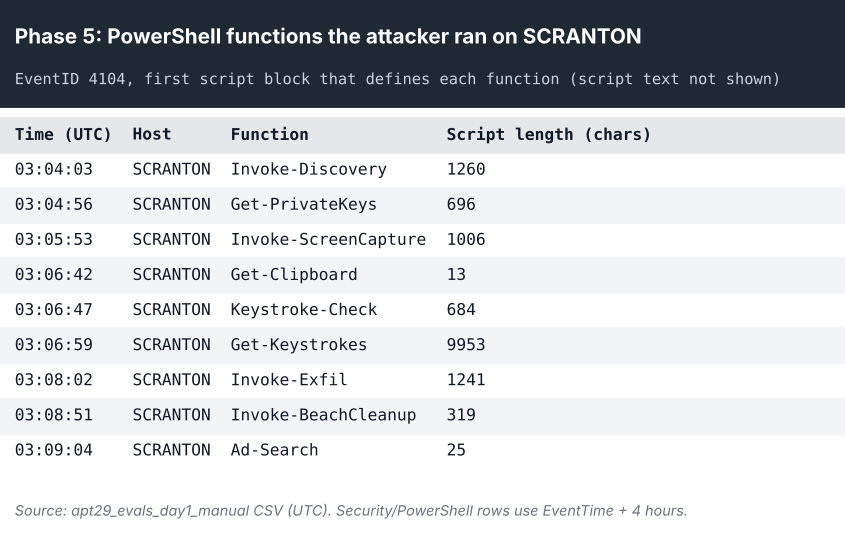 Phase 5: PowerShell functions the attacker ran on SCRANTON
EventID 4104, first script block that defines each function (script text not shown)
Time (UTC) Host Function Script length (chars)
03:04:03 SCRANTON Invoke-Discovery 1260
03:04:56 SCRANTON Get-PrivateKeys 696
03:05:53 SCRANTON Invoke-ScreenCapture 1006
03:06:42 SCRANTON Get-Clipboard 13
03:06:47 SCRANTON Keystroke-Check 684
03:06:59 SCRANTON Get-Keystrokes 9953
03:08:02 SCRANTON Invoke-Exfil 1241
03:08:51 SCRANTON Invoke-BeachCleanup 319
03:09:04 SCRANTON Ad-Search 25
Source: apt29_evals_day1_manual CSV (UTC). Security/PowerShell rows use EventTime + 4 hours.